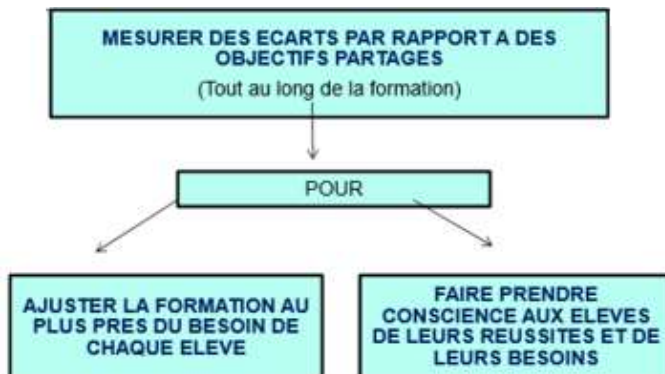 MESURER DES ECARTS PAR RAPPORT A DES
OBJECTIFS PARTAGES
(Tout au long de la formation)
POUR
AJUSTER LA FORMATION AU
PLUS PRES DU BESOIN DE
CHAQUE ELEVE
FAIRE PRENDRE
CONSCIENCE AUX ELEVES
DE LEURS REUSSITES ET DE
LEURS BESOINS